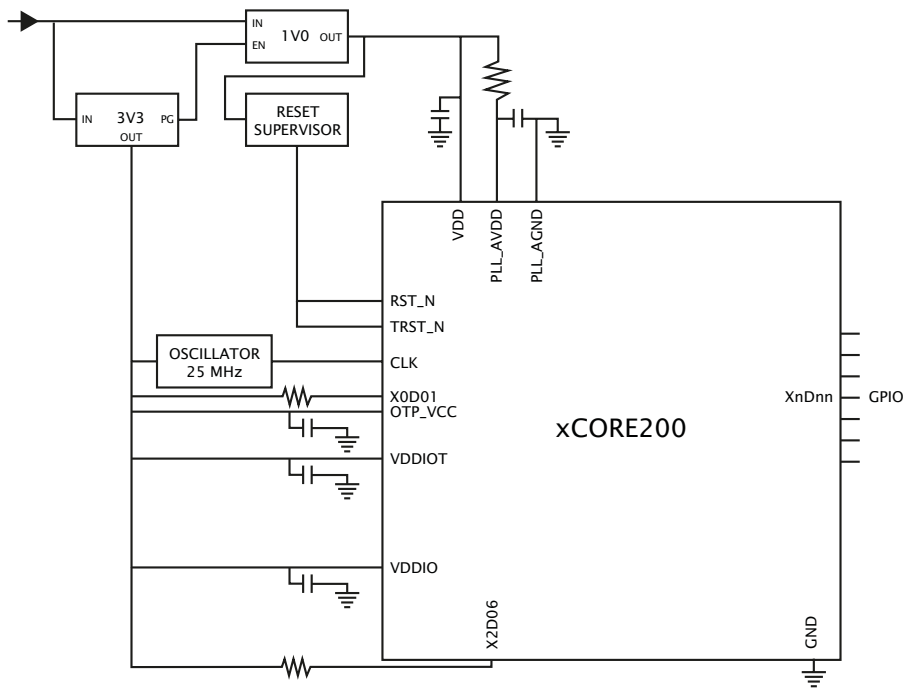 IN
1V0 OUT
EN
IN 3V3 PG
OUT
RESET
SUPERVISOR
VDD
PLL_AVDD
PLL_AGND
RST_N
TRST_N
OSCILLATOR
25 MHz
CLK
X0D01
OTP_VCC
XnDnn GPIO
xCORE200
VDDIOT
VDDIO
X2D06
GND